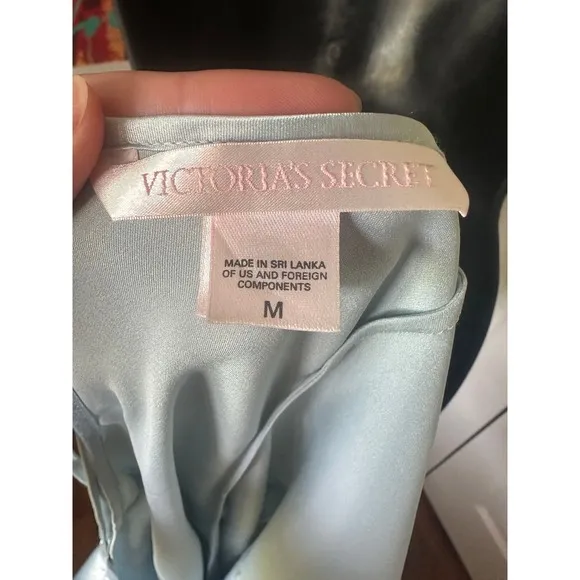 VICTORIA'S SECRET
MADE IN SRI LANKA
OF US AND FOREIGN
COMPONENTS
M